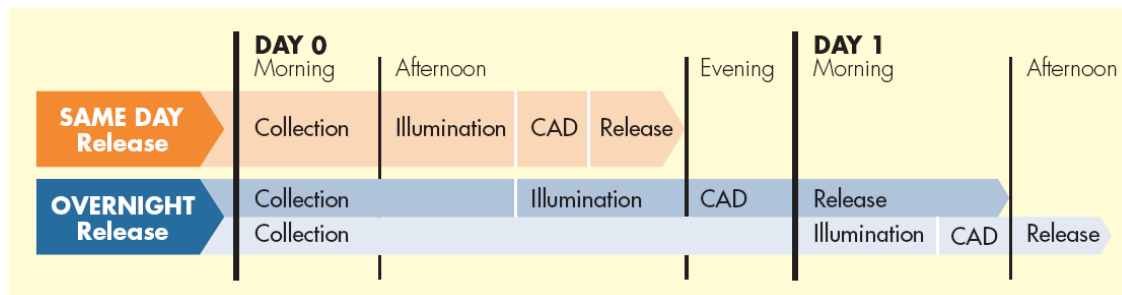 DAY 0
DAY 1
Morning
Afternoon
Evening
Morning
Afternoon
SAME DAY
Release
Collection
Illumination
CAD
Release
OVERNIGHT
Release
Collection
Illumination
CAD
Release
Collection
Illumination
CAD
Release